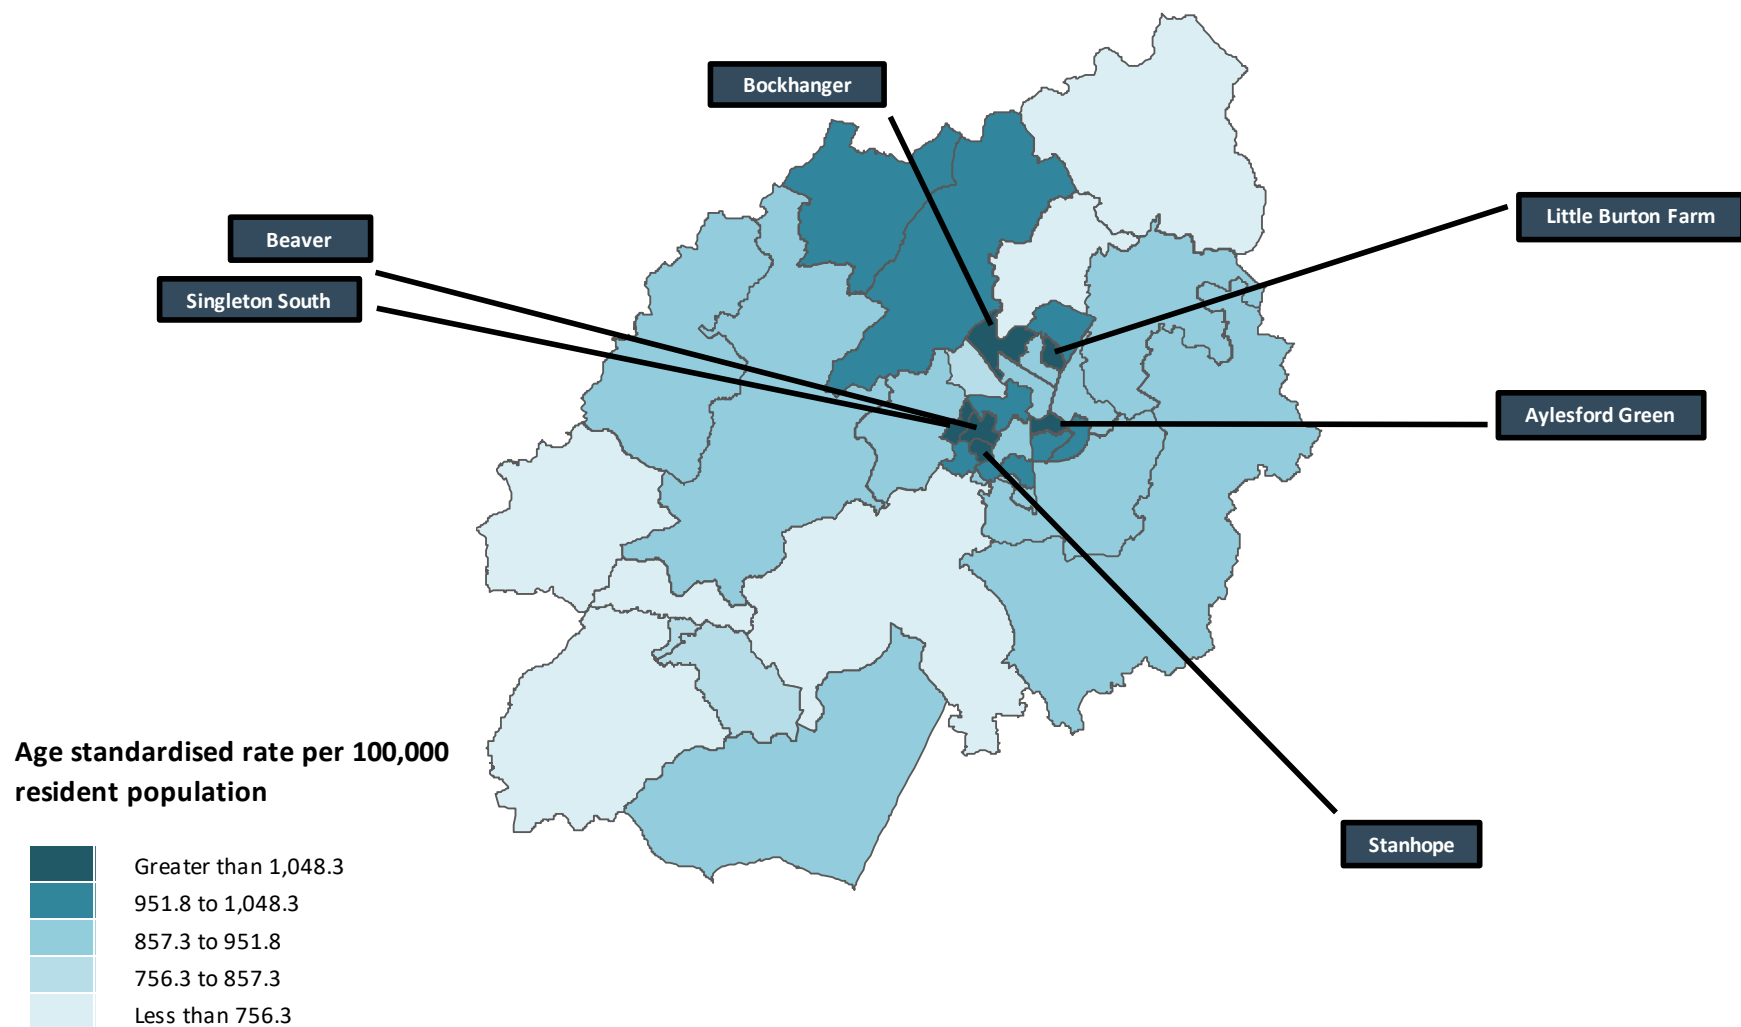 Bockhanger
Little Burton Farm
Beaver
Singleton South
Aylesford Green
Stanhope
Age standardised rate per 100,000
resident population
Greater than 1,048.3
951.8 to 1,048.3
857.3 to 951.8
756.3 to 857.3
Less than 756.3